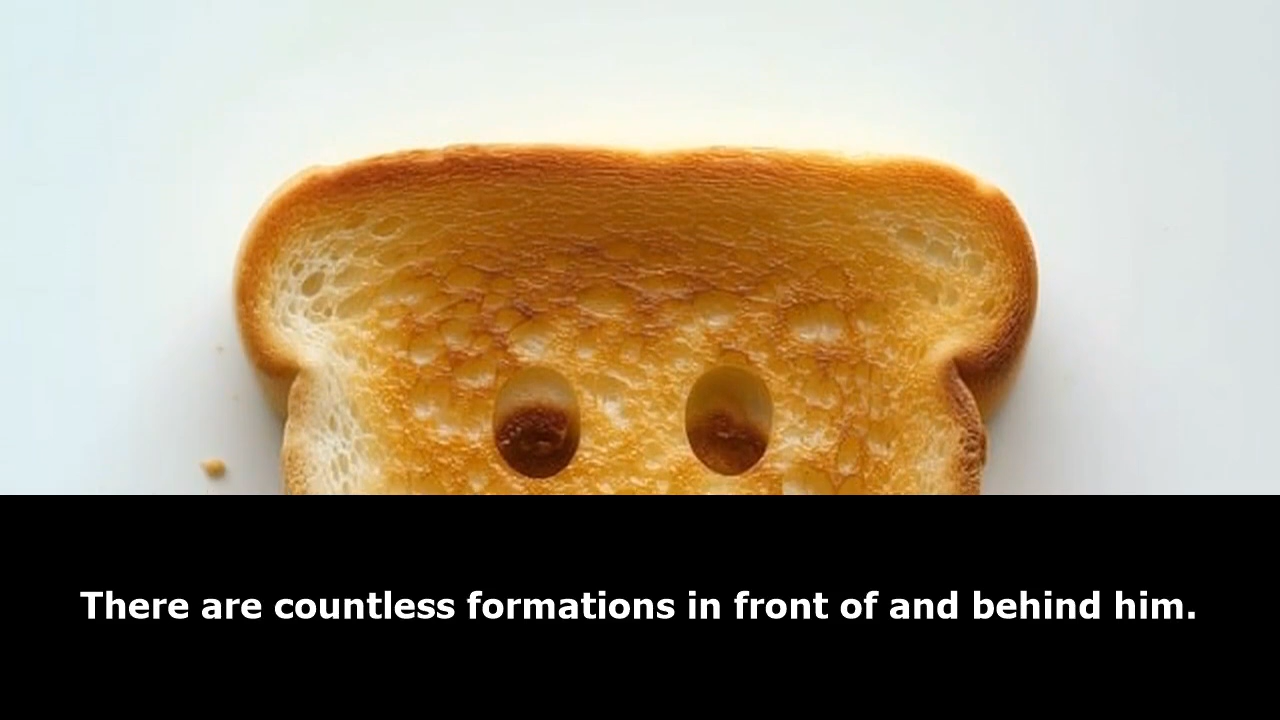 There are countless formations in front of and behind him.